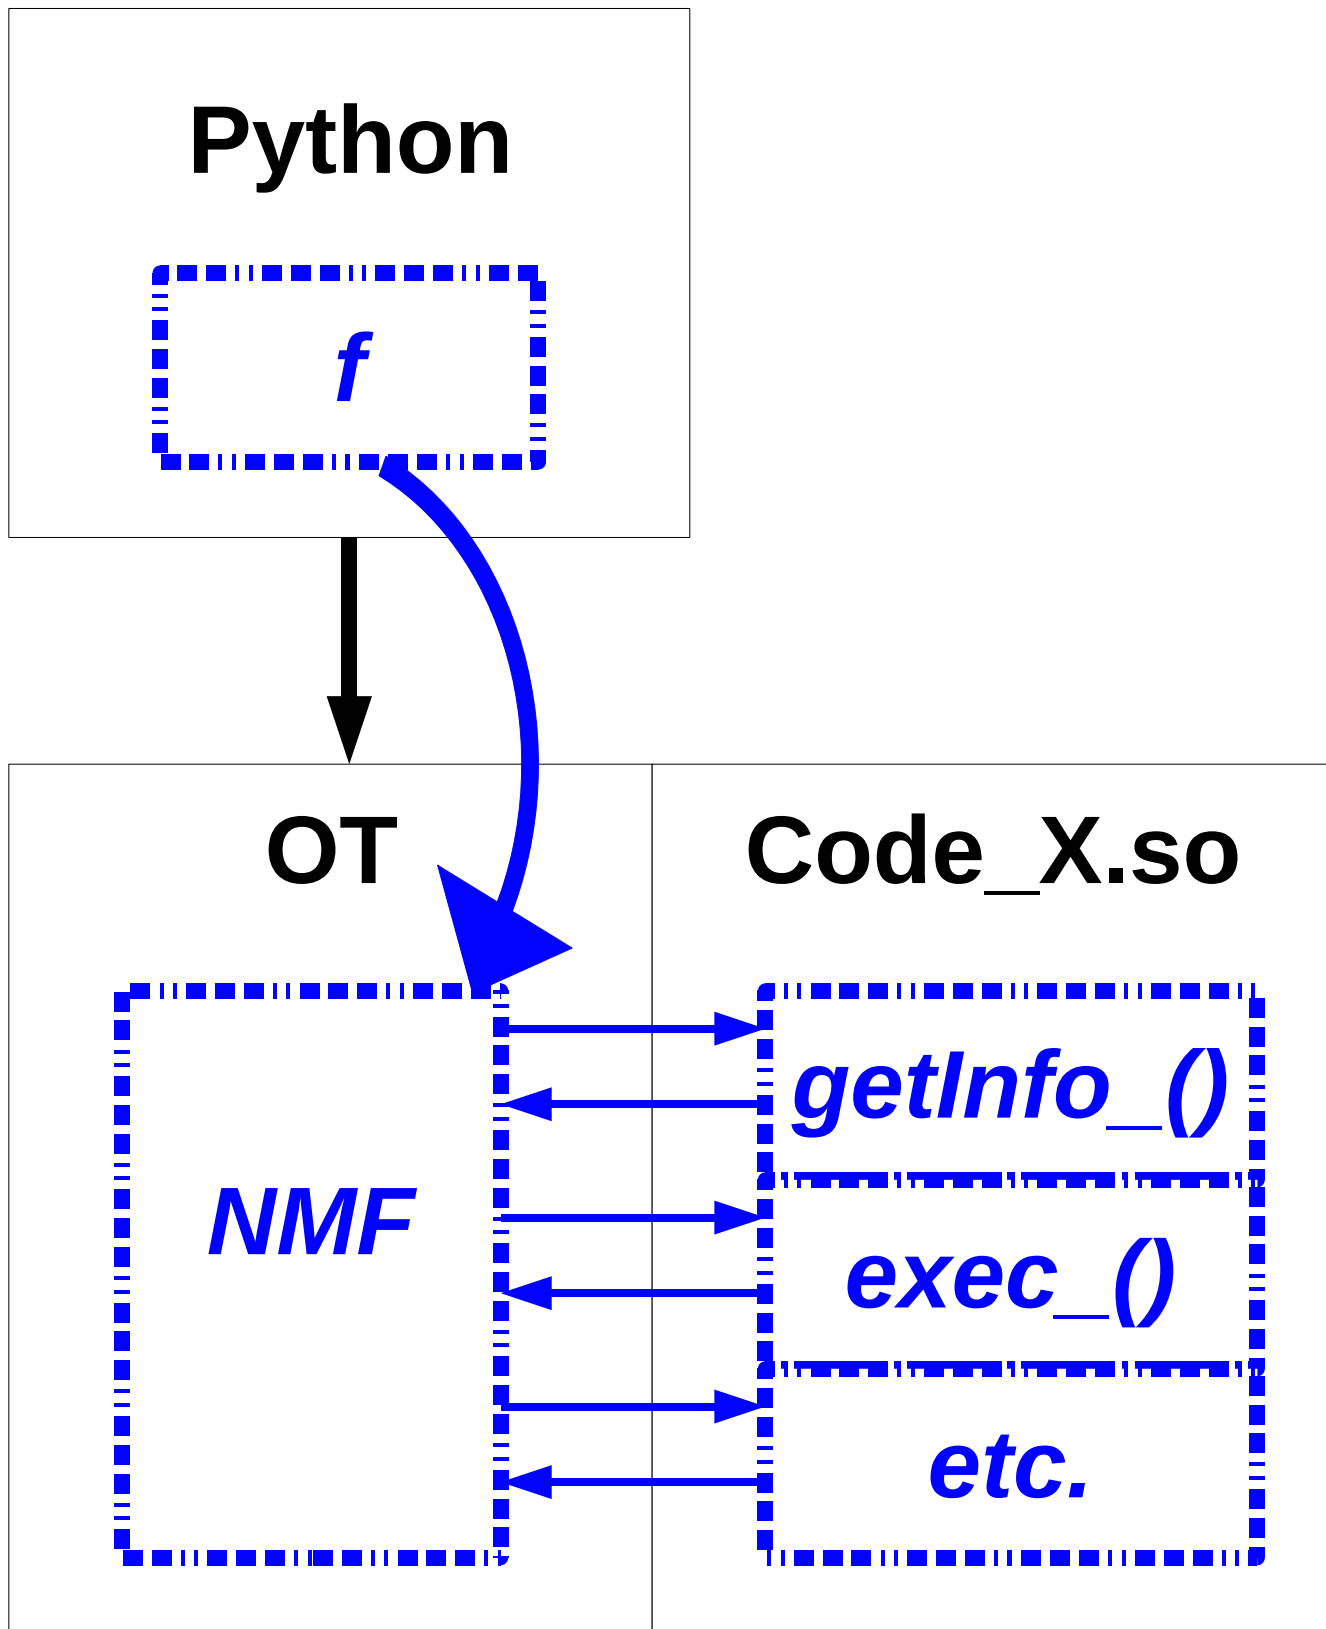 Python
f
OT
Code_X.so
getInfo_()
NMF
exec_()
etc.